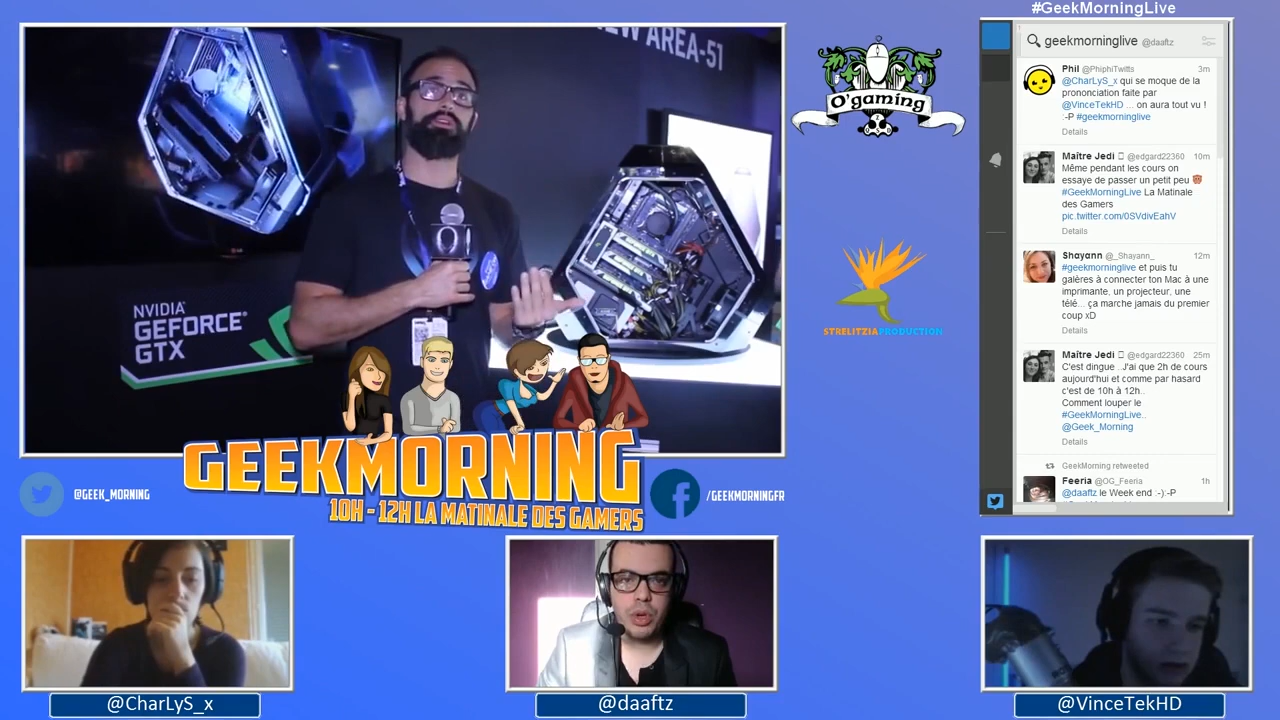 #GeekMorningLive
NEW AREA-51
NVIDIA
GEFORCE
GTX
GEEKMORNING
10H - 12H LA MATINALE DES GAMERS
@GEEK_MORNING
/GEEKMORNINGFR
O'gaming
STRELITZIAPRODUCTION
geekmorninglive @daaftz
Phil @PhiphiTwitts 3m
@CharLyS_x qui se moque de la
prononciation faite par
@VinceTekHD ... on aura tout vu !
:-P #geekmorninglive
Details
Maître Jedi @edgard22360 10m
Même pendant les cours on
essaye de passer un petit peu
#GeekMorningLive La Matinale
des Gamers
pic.twitter.com/0SVdivEahV
Details
Shayann @_Shayann_ 12m
#geekmorninglive et puis tu
galères à connecter ton Mac à une
imprimante, un projecteur, une
télé... ça marche jamais du premier
coup xD
Details
Maître Jedi @edgard22360 25m
C'est dingue ..J'ai que 2h de cours
aujourd'hui et comme par hasard
c'est de 10h à 12h..
Comment louper le
#GeekMorningLive..
@Geek_Morning
Details
GeekMorning retweeted
Feeria @OG_Feeria 1h
@daaftz le Week end :-) :-P
@CharLyS_x
@daaftz
@VinceTekHD